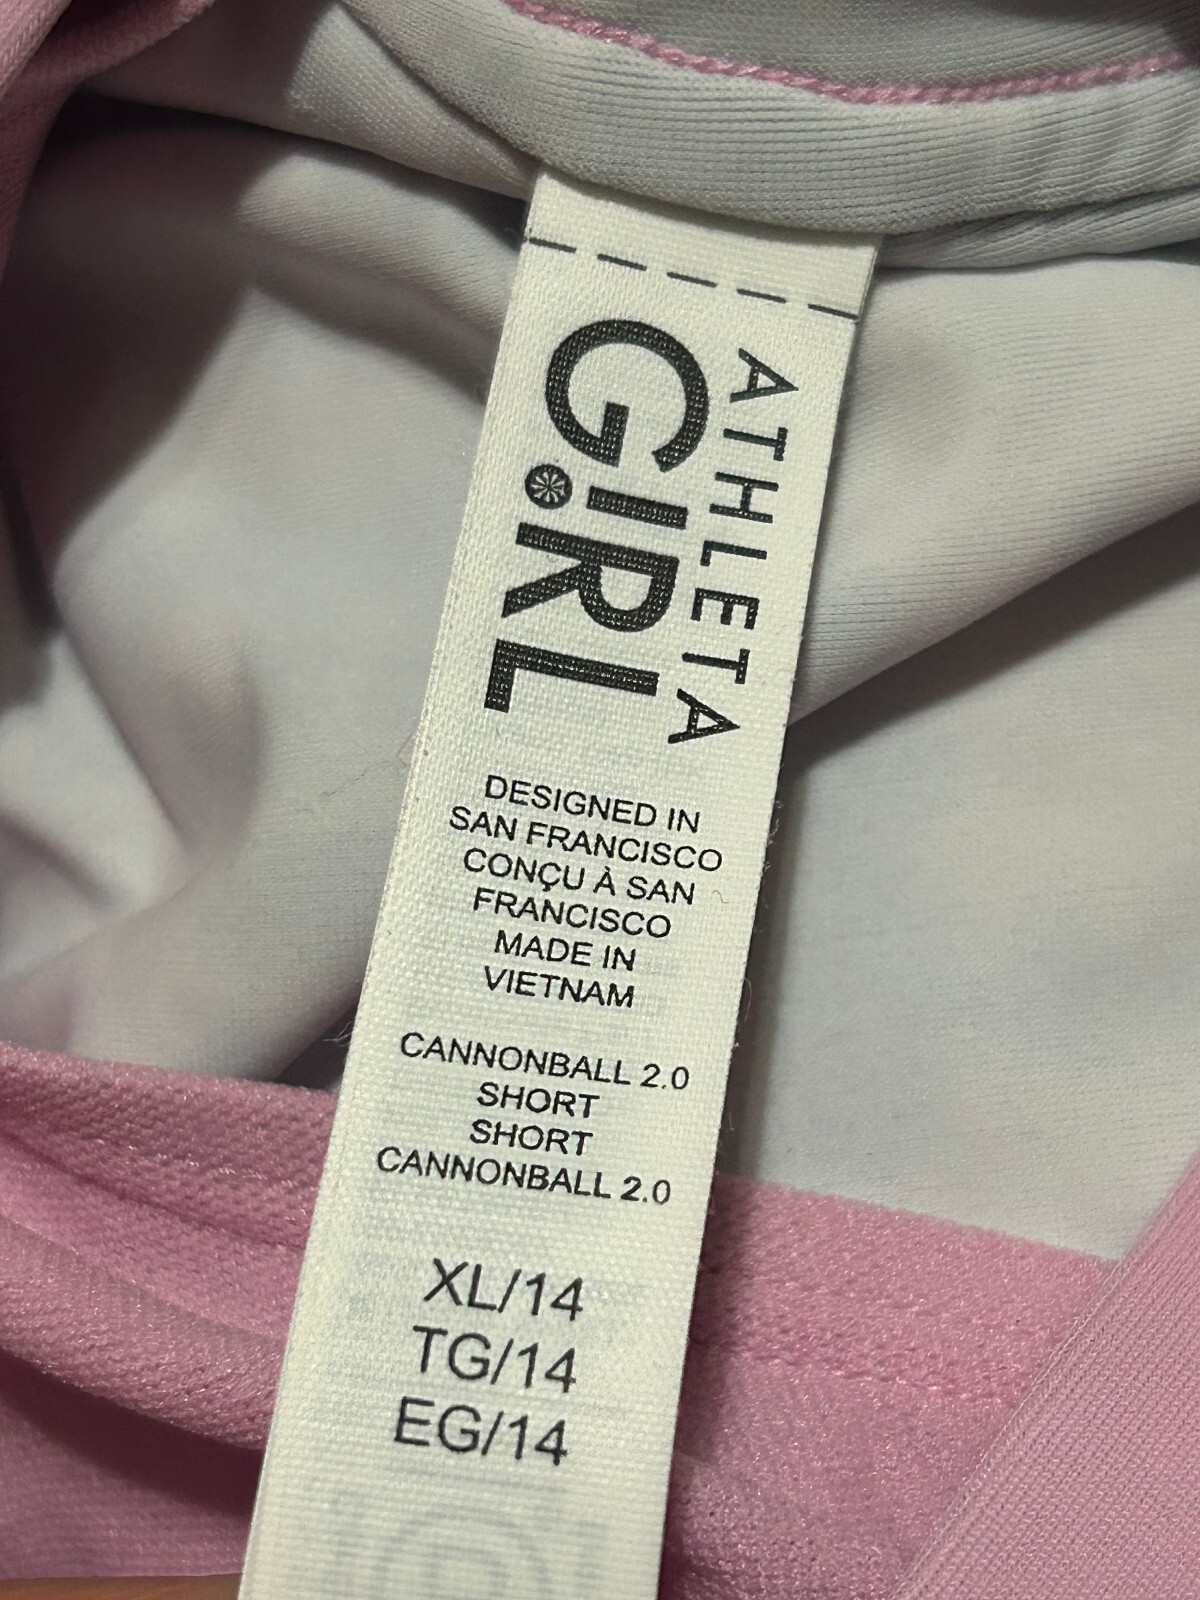 ATHLETA
GIRL
DESIGNED IN
SAN FRANCISCO
CONÇU À SAN
FRANCISCO
MADE IN
VIETNAM
CANNONBALL 2.0
SHORT
SHORT
CANNONBALL 2.0
XL/14
TG/14
EG/14